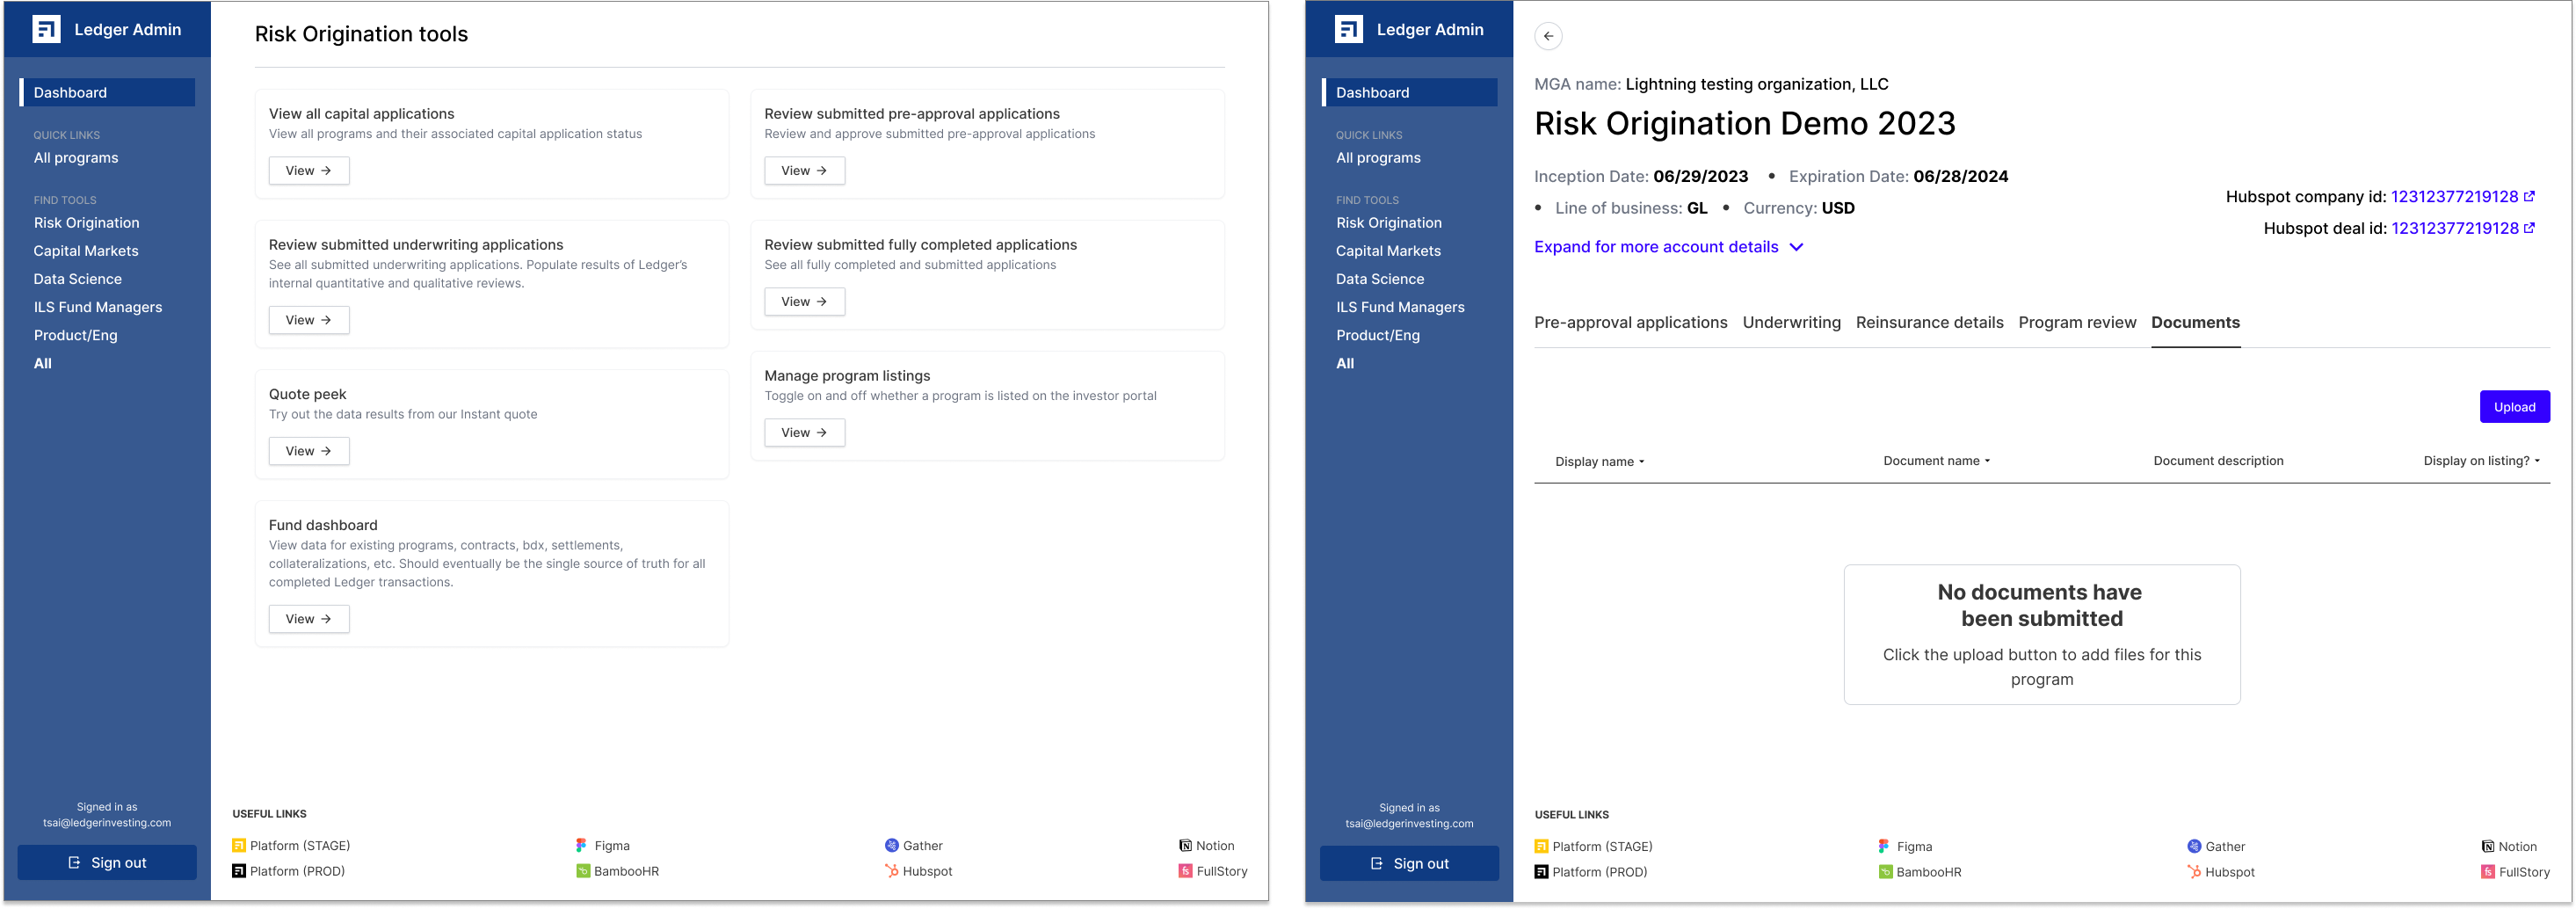 Ledger Admin
Dashboard
QUICK LINKS
All programs
FIND TOOLS
Risk Origination
Capital Markets
Data Science
ILS Fund Managers
Product/Eng
All
Signed in as
tsai@ledgerinvesting.com
Sign out
Risk Origination tools
View all capital applications
View all programs and their associated capital application status
View →
Review submitted pre-approval applications
Review and approve submitted pre-approval applications
View →
Review submitted underwriting applications
See all submitted underwriting applications. Populate results of Ledger's
internal quantitative and qualitative reviews.
View →
Review submitted fully completed applications
See all fully completed and submitted applications
View →
Quote peek
Try out the data results from our Instant quote
View →
Manage program listings
Toggle on and off whether a program is listed on the investor portal
View →
Fund dashboard
View data for existing programs, contracts, bdx, settlements,
collateralizations, etc. Should eventually be the single source of truth for all
completed Ledger transactions.
View →
USEFUL LINKS
Platform (STAGE) Figma Gather Notion
Platform (PROD) BambooHR Hubspot FullStory
Ledger Admin
Dashboard
QUICK LINKS
All programs
FIND TOOLS
Risk Origination
Capital Markets
Data Science
ILS Fund Managers
Product/Eng
All
Signed in as
tsai@ledgerinvesting.com
Sign out
MGA name: Lightning testing organization, LLC
Risk Origination Demo 2023
Inception Date: 06/29/2023 • Expiration Date: 06/28/2024
• Line of business: GL • Currency: USD
Expand for more account details
Hubspot company id: 12312377219128
Hubspot deal id: 12312377219128
Pre-approval applications Underwriting Reinsurance details Program review Documents
Upload
Display name Document name Document description Display on listing?
No documents have
been submitted
Click the upload button to add files for this
program
USEFUL LINKS
Platform (STAGE) Figma Gather Notion
Platform (PROD) BambooHR Hubspot FullStory